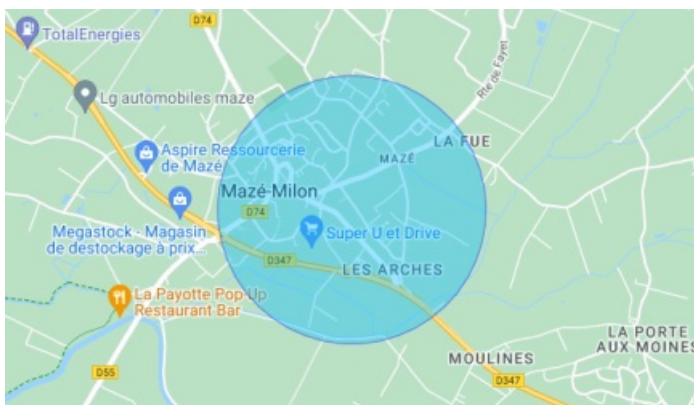 D74
TotalEnergies
Rte de Fayet
Lg automobiles maze
LA FUE
Aspire Ressourcerie
de Mazé
MAZÉ
Mazé-Milon
D74
Megastock - Magasin
de destockage à prix...
Super U et Drive
D347
LES ARCHES
La Payotte Pop Up
Restaurant Bar
LA PORTE
AUX MOINES
MOULINES
D55
D347